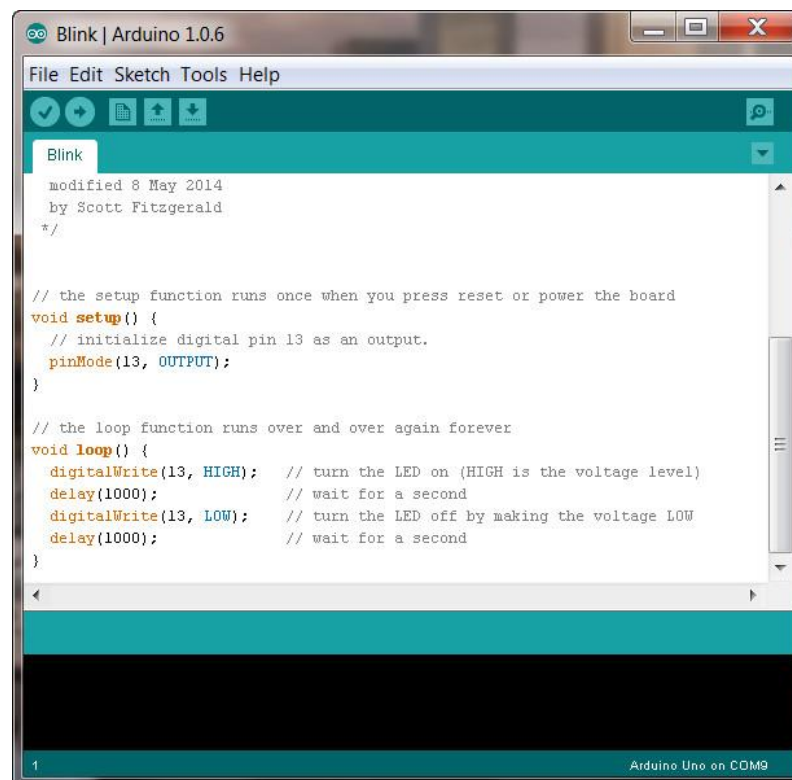 Blink | Arduino 1.0.6
File Edit Sketch Tools Help
Blink
modified 8 May 2014
by Scott Fitzgerald
*/
// the setup function runs once when you press reset or power the board
void setup() {
// initialize digital pin 13 as an output.
pinMode(13, OUTPUT);
}
// the loop function runs over and over again forever
void loop() {
digitalWrite(13, HIGH);   // turn the LED on (HIGH is the voltage level)
delay(1000);              // wait for a second
digitalWrite(13, LOW);    // turn the LED off by making the voltage LOW
delay(1000);              // wait for a second
}
1
Arduino Uno on COM9